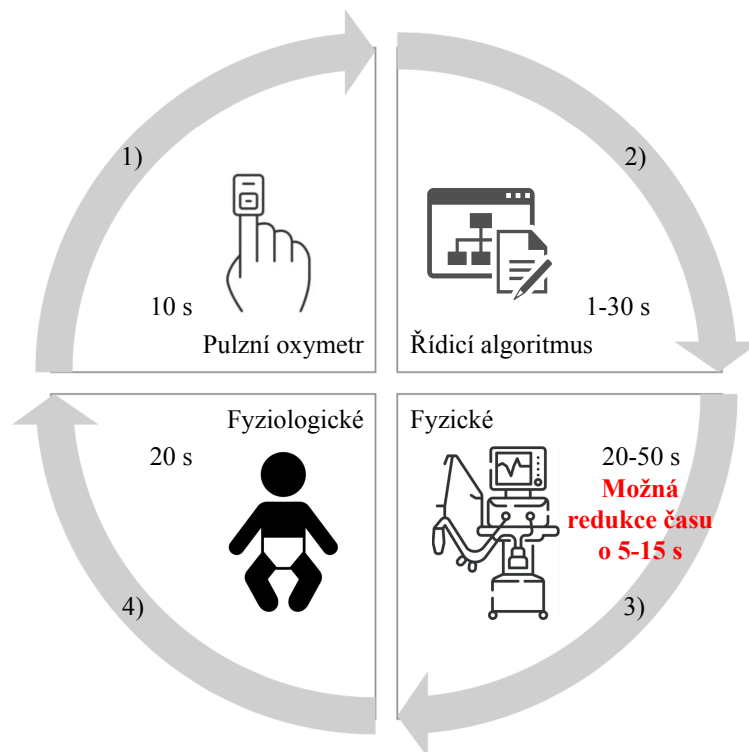 1)
10 s
Pulzní oxymetr
2)
1-30 s
Řídicí algoritmus
Fyzické
20-50 s
Možná
redukce času
o 5-15 s
3)
Fyziologické
20 s
4)